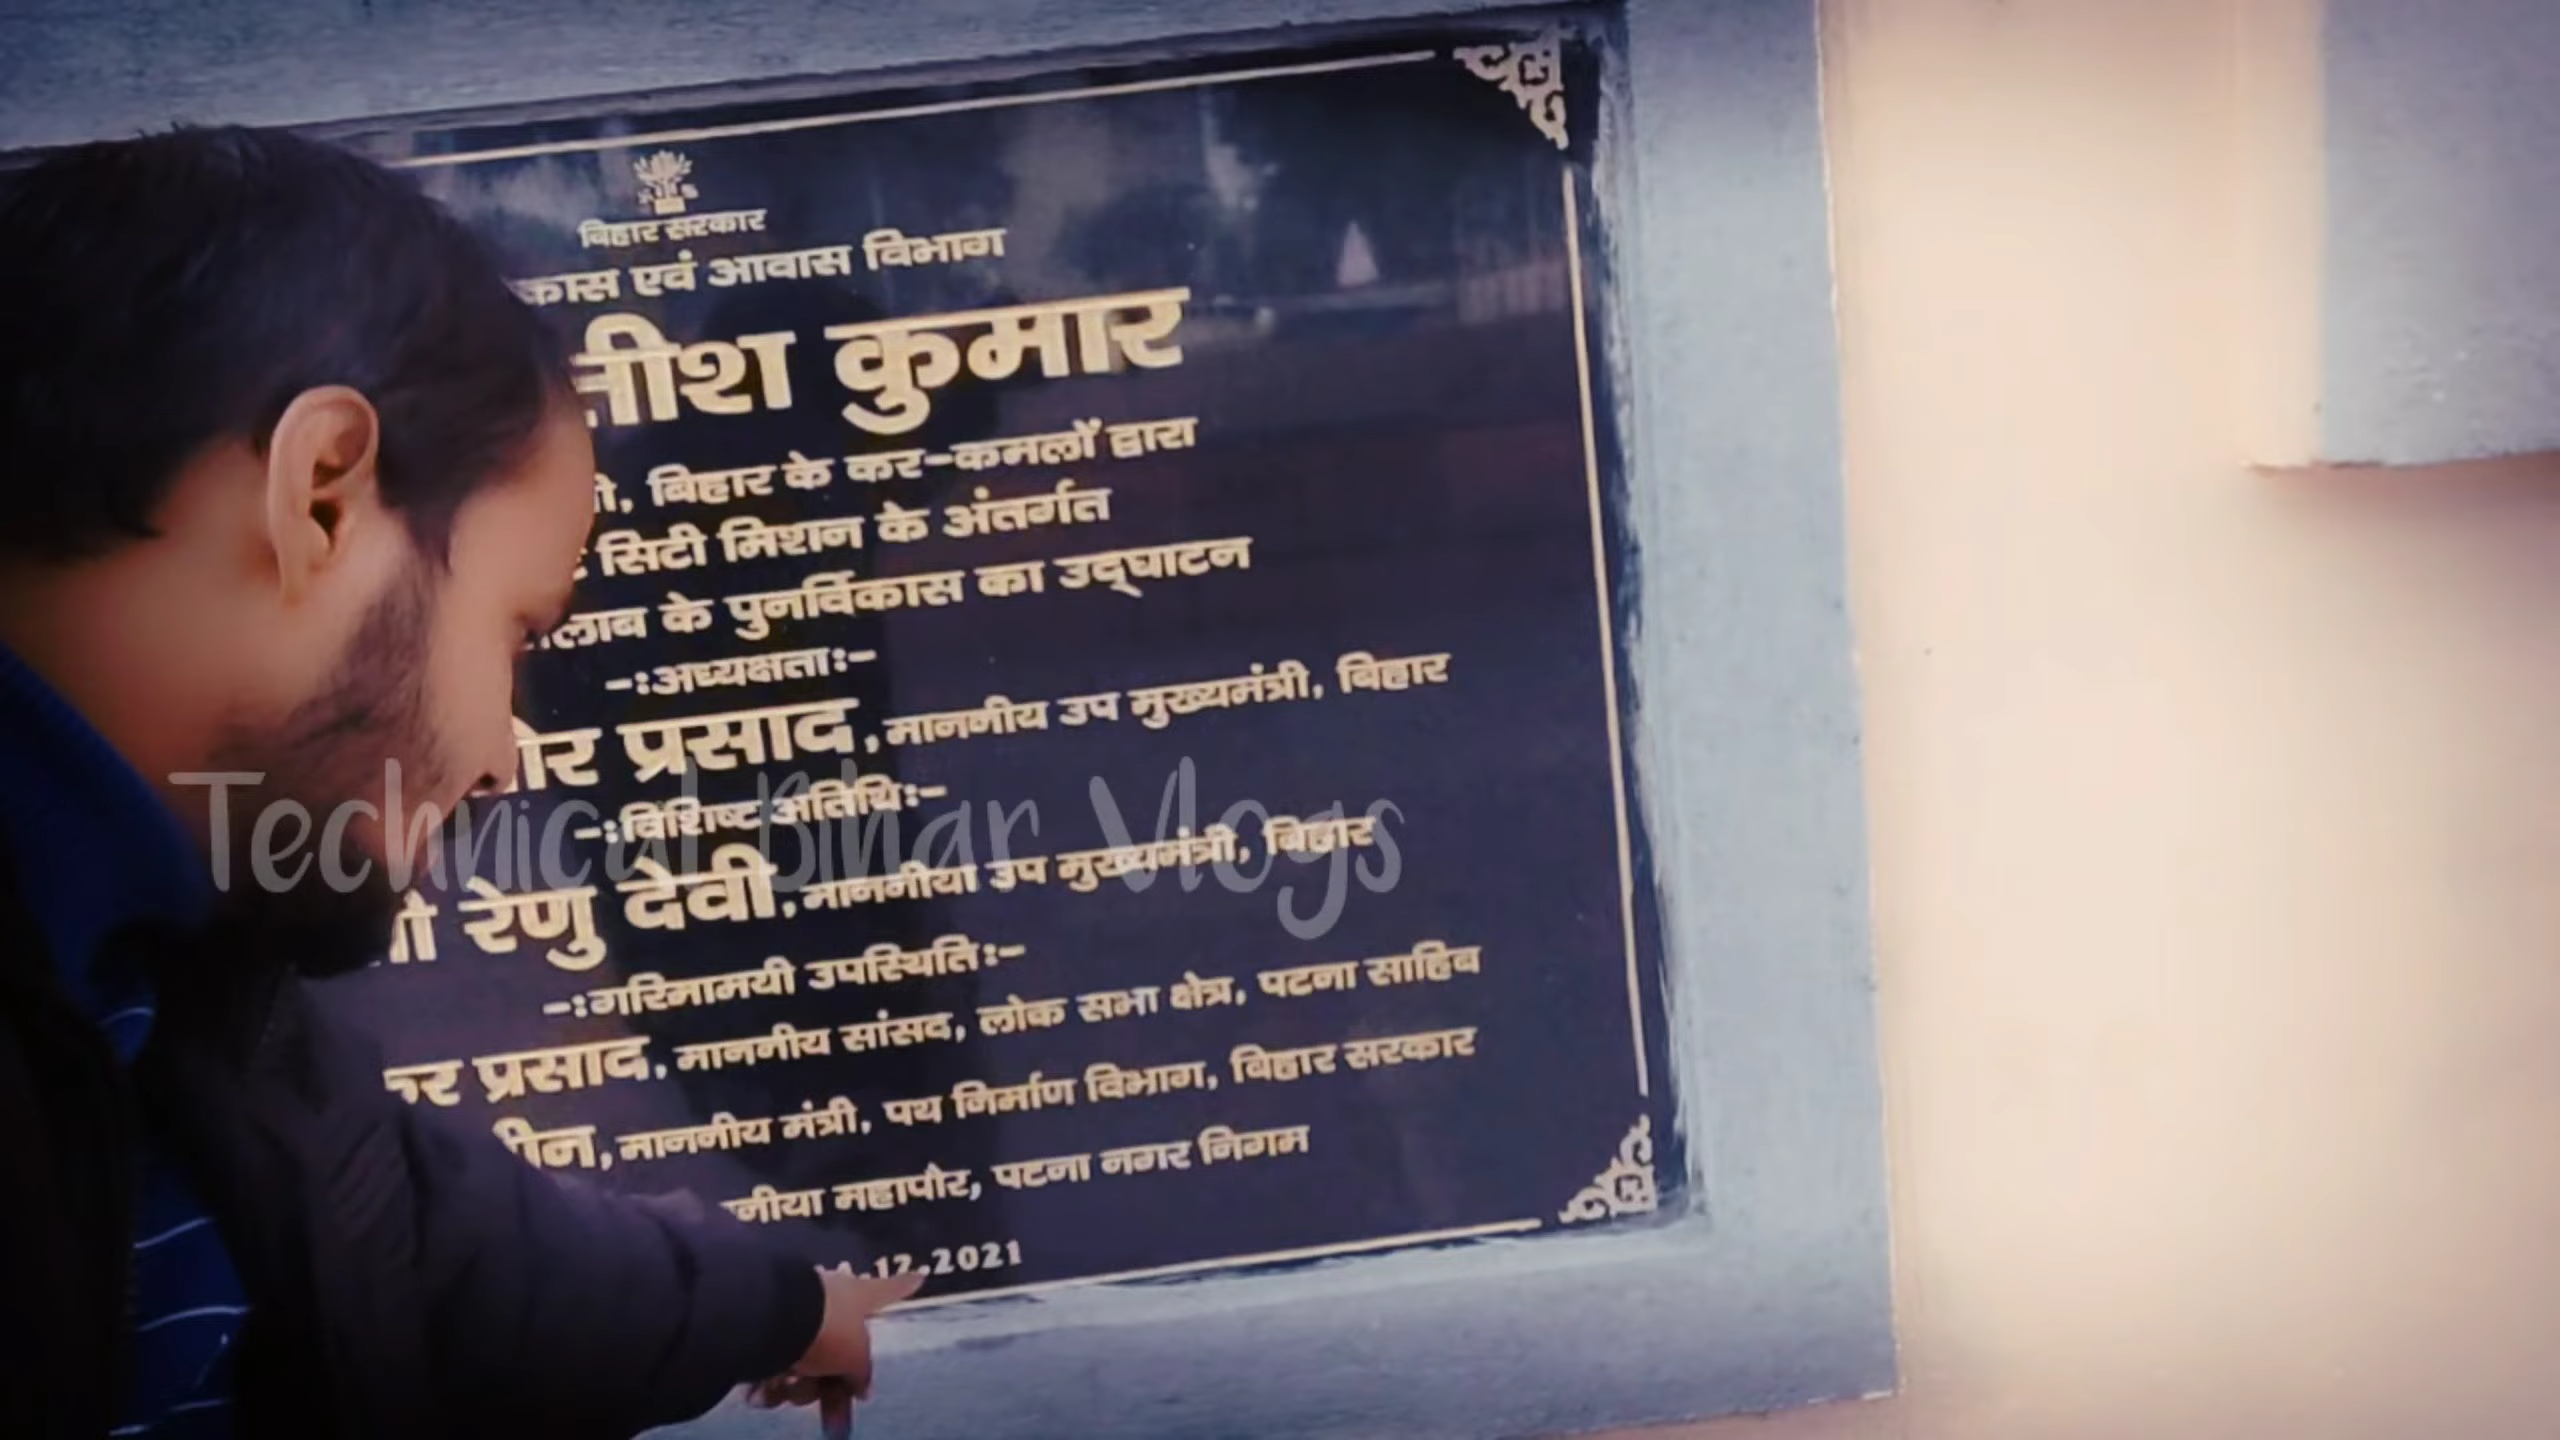 बिहार सरकार
एवं आवास विभाग
कुमार
बिहार के कर-कमलों द्वारा
सिटी मिशन के अंतर्गत
के पुनर्विकास का उद्घाटन
-:अध्यक्षता:-
प्रसाद, माननीय उप मुख्यमंत्री, बिहार
-:विशिष्ट अतिथि:-
रेणु देवी, माननीया उप मुख्यमंत्री, बिहार
-:गरिमामयी उपस्थिति:-
प्रसाद, माननीय सांसद, लोक सभा क्षेत्र, पटना साहिब
माननीय मंत्री, पथ निर्माण विभाग, बिहार सरकार
महापौर, पटना नगर निगम
.12.2021
Technical Bihar Vlogs